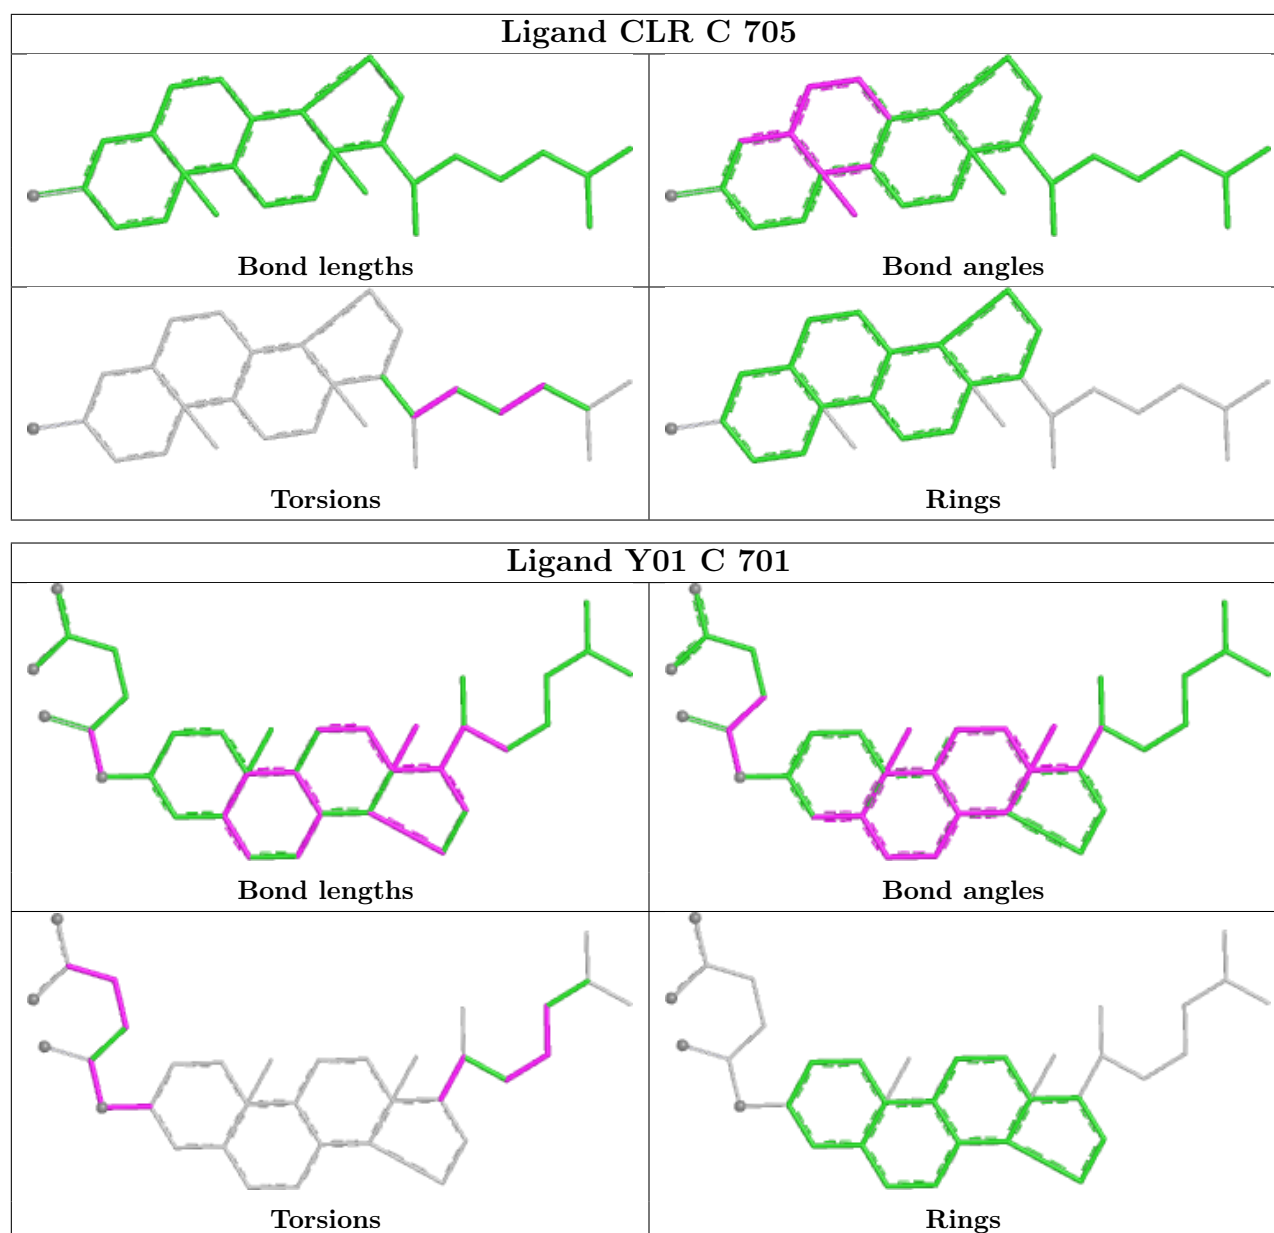 Ligand CLR C 705
Bond lengths
Bond angles
Torsions
Rings
Ligand Y01 C 701
Bond lengths
Bond angles
Torsions
Rings